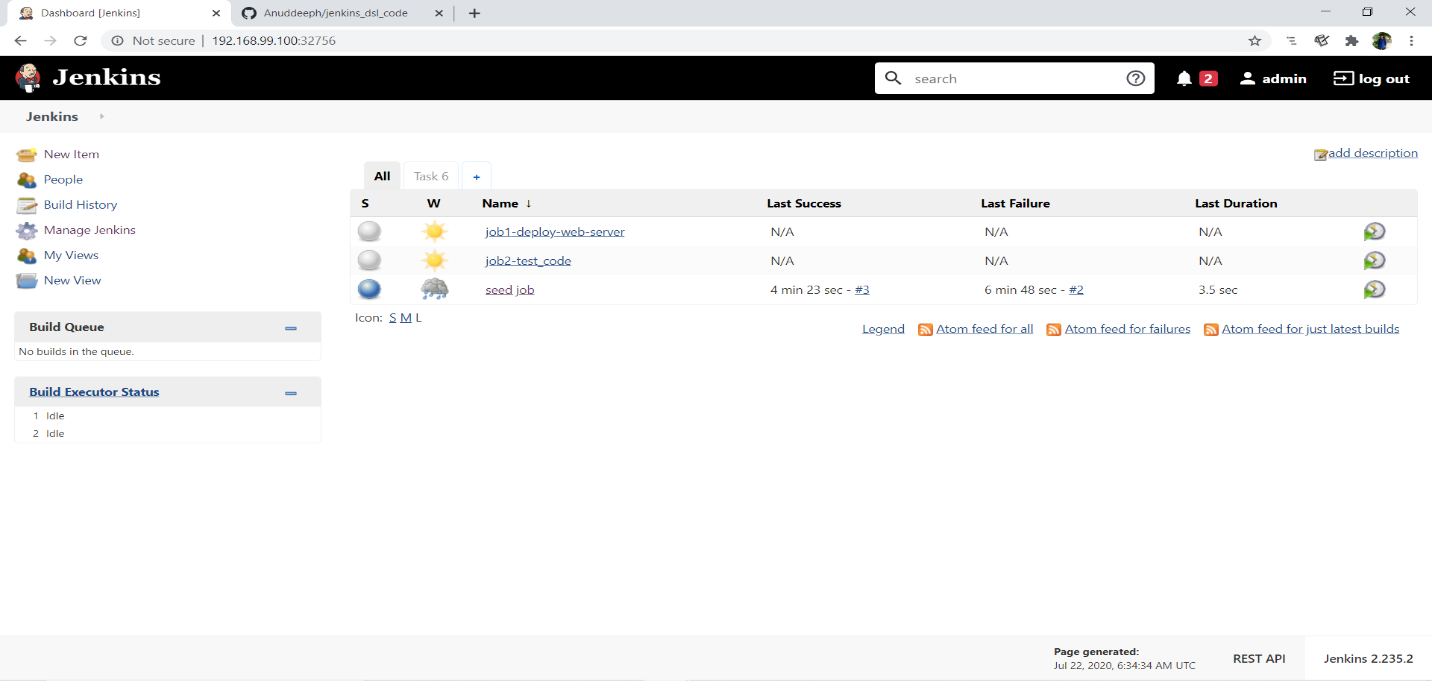 Dashboard [Jenkins]
Anuddeeph/jenkins_dsl_code
Not secure | 192.168.99.100:32756
Jenkins
search
2
admin
log out
Jenkins
New Item
People
Build History
Manage Jenkins
My Views
New View
Build Queue
No builds in the queue.
Build Executor Status
1 Idle
2 Idle
add description
All Task 6 +
S W Name ↓ Last Success Last Failure Last Duration
job1-deploy-web-server N/A N/A N/A
job2-test_code N/A N/A N/A
seed job 4 min 23 sec - #3 6 min 48 sec - #2 3.5 sec
Icon: S M L
Legend Atom feed for all Atom feed for failures Atom feed for just latest builds
Page generated:
Jul 22, 2020, 6:34:34 AM UTC
REST API
Jenkins 2.235.2